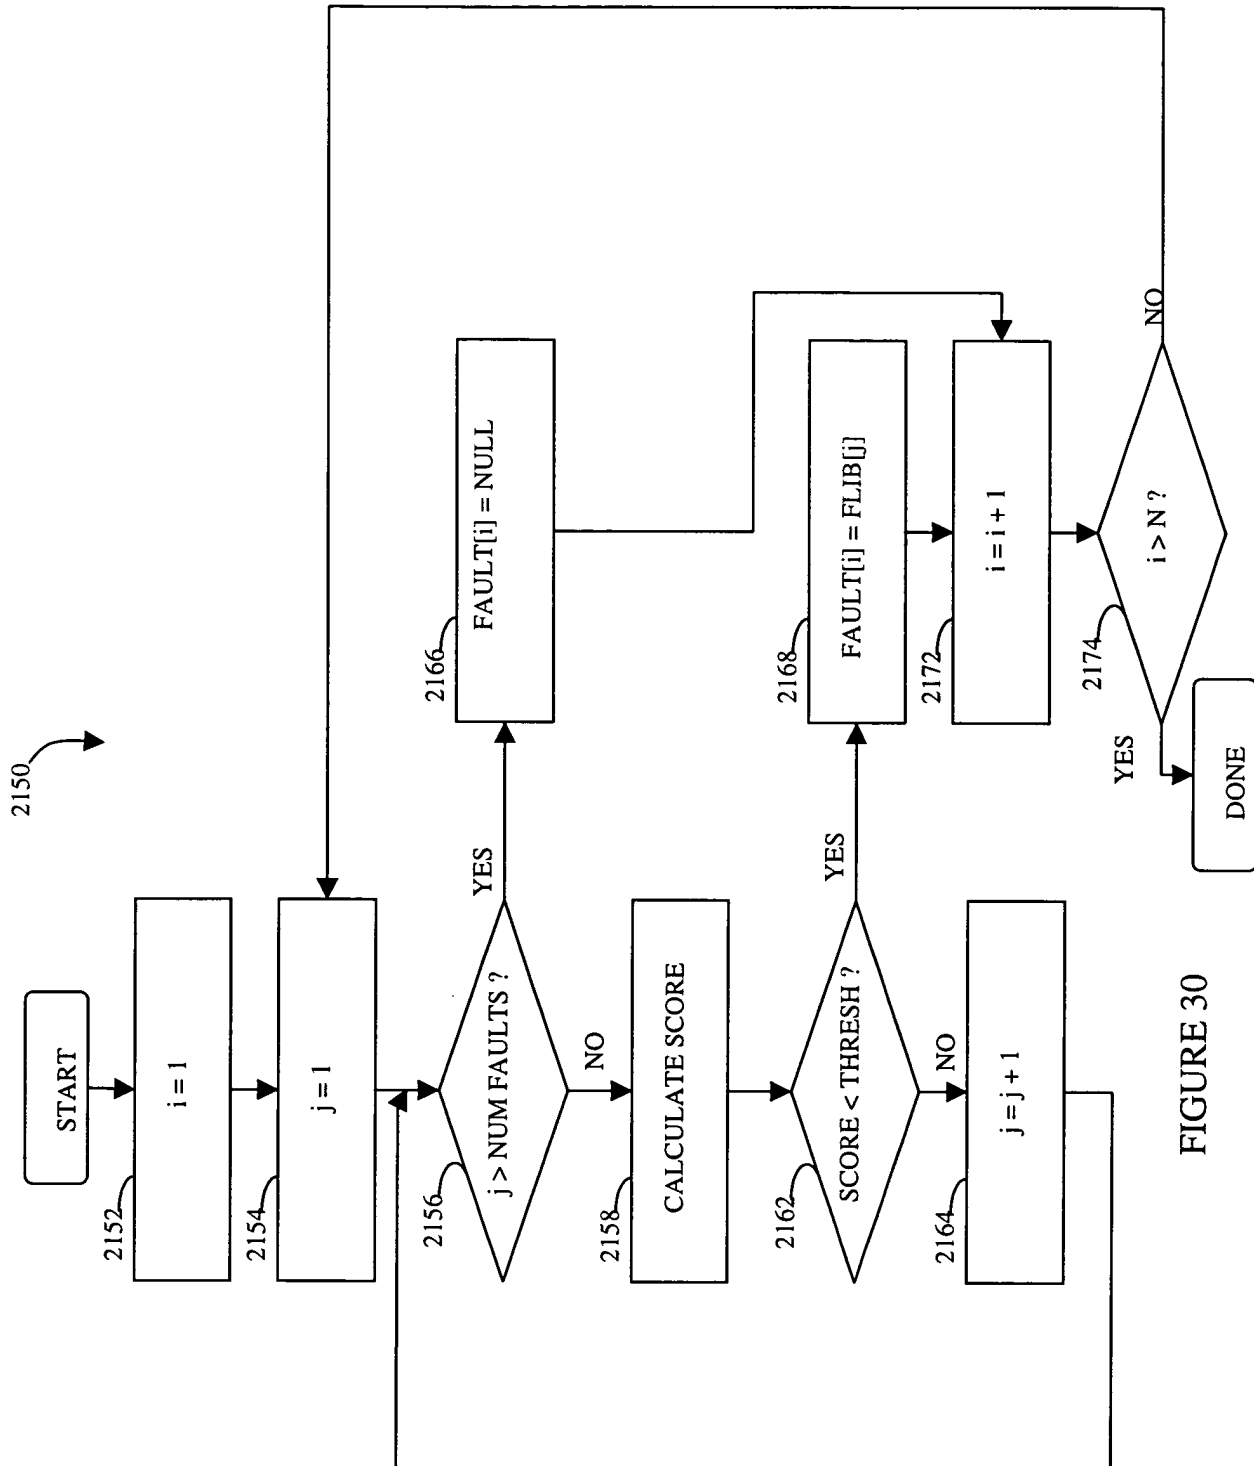 2150
START
2152
i = 1
2154
j = 1
2156
j > NUM FAULTS ?
YES
NO
2166
FAULT[i] = NULL
2158
CALCULATE SCORE
2162
SCORE < THRESH ?
YES
NO
2168
FAULT[i] = FLIB[j]
2164
j = j + 1
2172
i = i + 1
2174
i > N ?
NO
YES
DONE
FIGURE 30